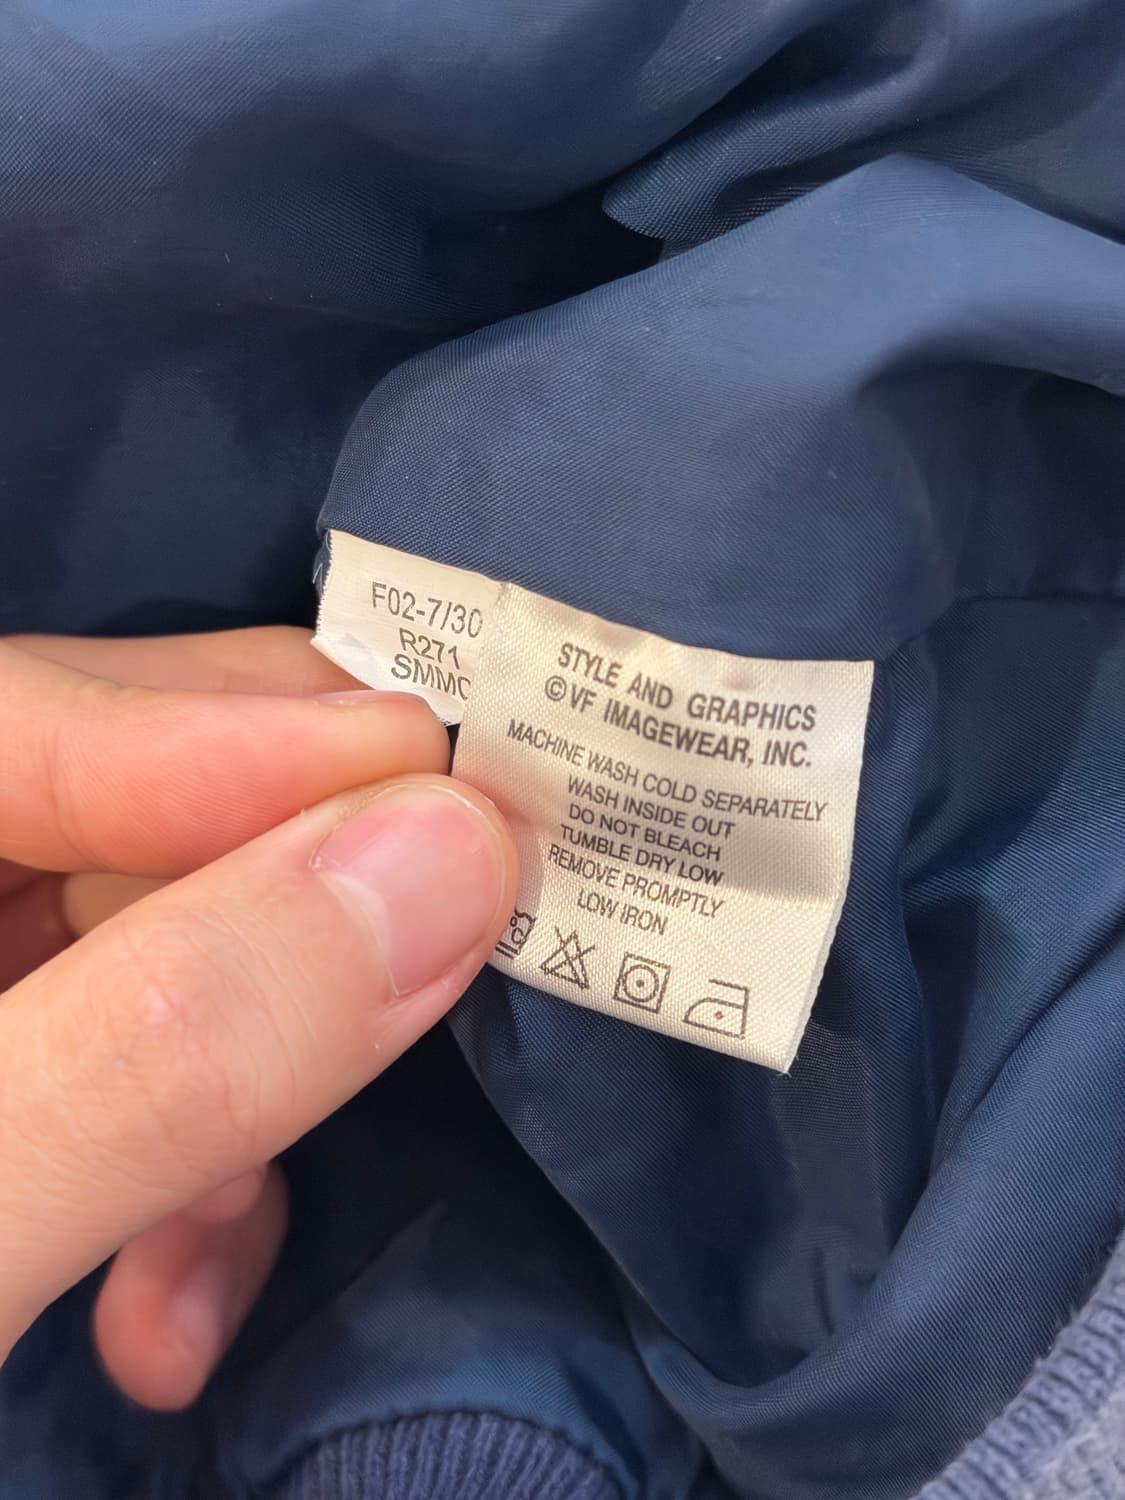 F02-7/30
R271
STYLE AND GRAPHICS
©VF IMAGEWEAR, INC.
MACHINE WASH COLD SEPARATELY
WASH INSIDE OUT
DO NOT BLEACH
TUMBLE DRY LOW
REMOVE PROMPTLY
LOW IRON
°C